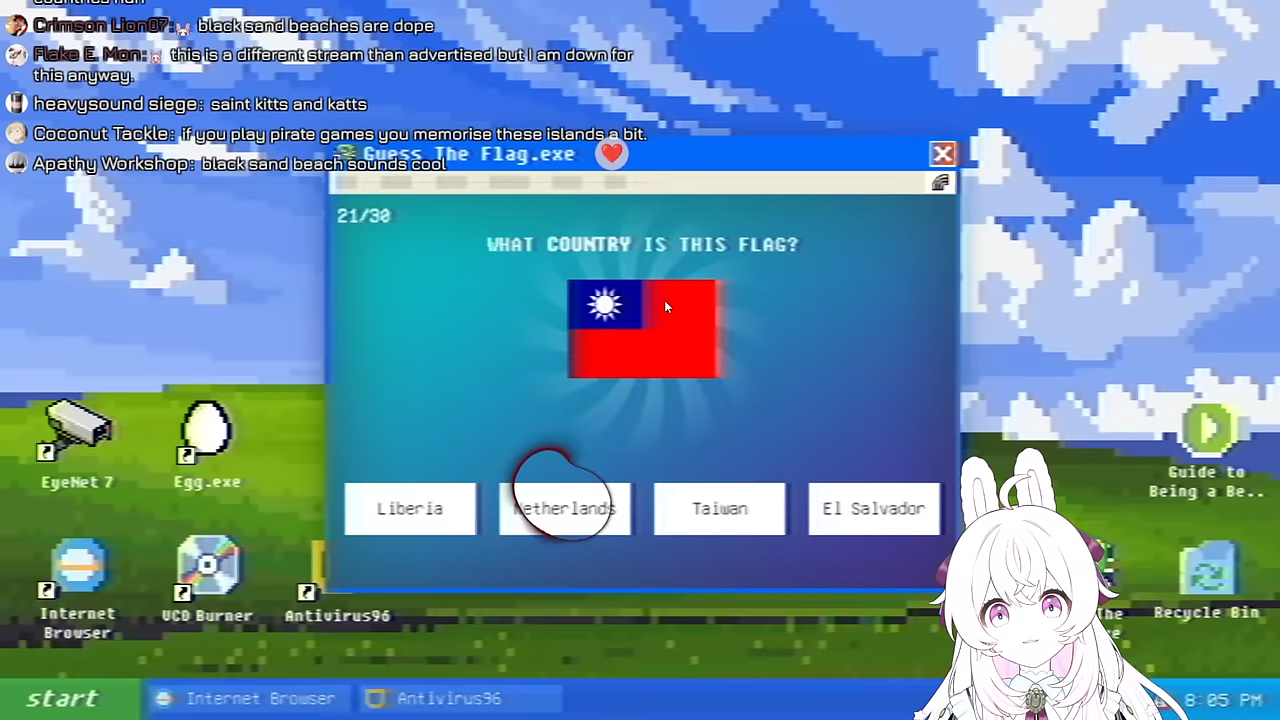 Crimson Lion07: black sand beaches are dope
Flake E. Mon: this is a different stream than advertised but I am down for
this anyway.
heavysound siege: saint kitts and katts
Coconut Tackle: if you play pirate games you memorise these islands a bit.
Apathy Workshop: black sand beach sounds cool
Guess The Flag.exe
21/30
WHAT COUNTRY IS THIS FLAG?
Liberia
Netherlands
Taiwan
El Salvador
EyeNet 7
Egg.exe
Guide to
Being a Be..
Internet
Browser
VCD Burner
Antivirus96
Recycle Bin
start
Internet Browser
Antivirus96
8:05 PM